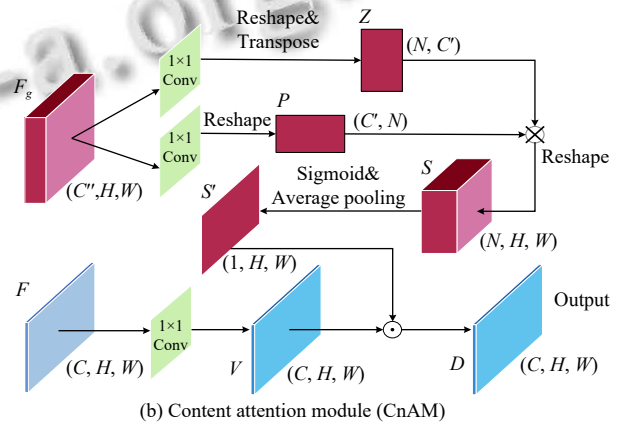 a.org
Reshape&
Transpose
Z
(N, C′)
F_g
1×1
Conv
P
Reshape
(C′, N)
1×1
Conv
Reshape
(C′′,H,W)
Sigmoid&
Average pooling
S′
S
(N, H, W)
(1, H, W)
F
Output
1×1
Conv
(C, H, W)
V
(C, H, W)
D
(C, H, W)
(b) Content attention module (CnAM)